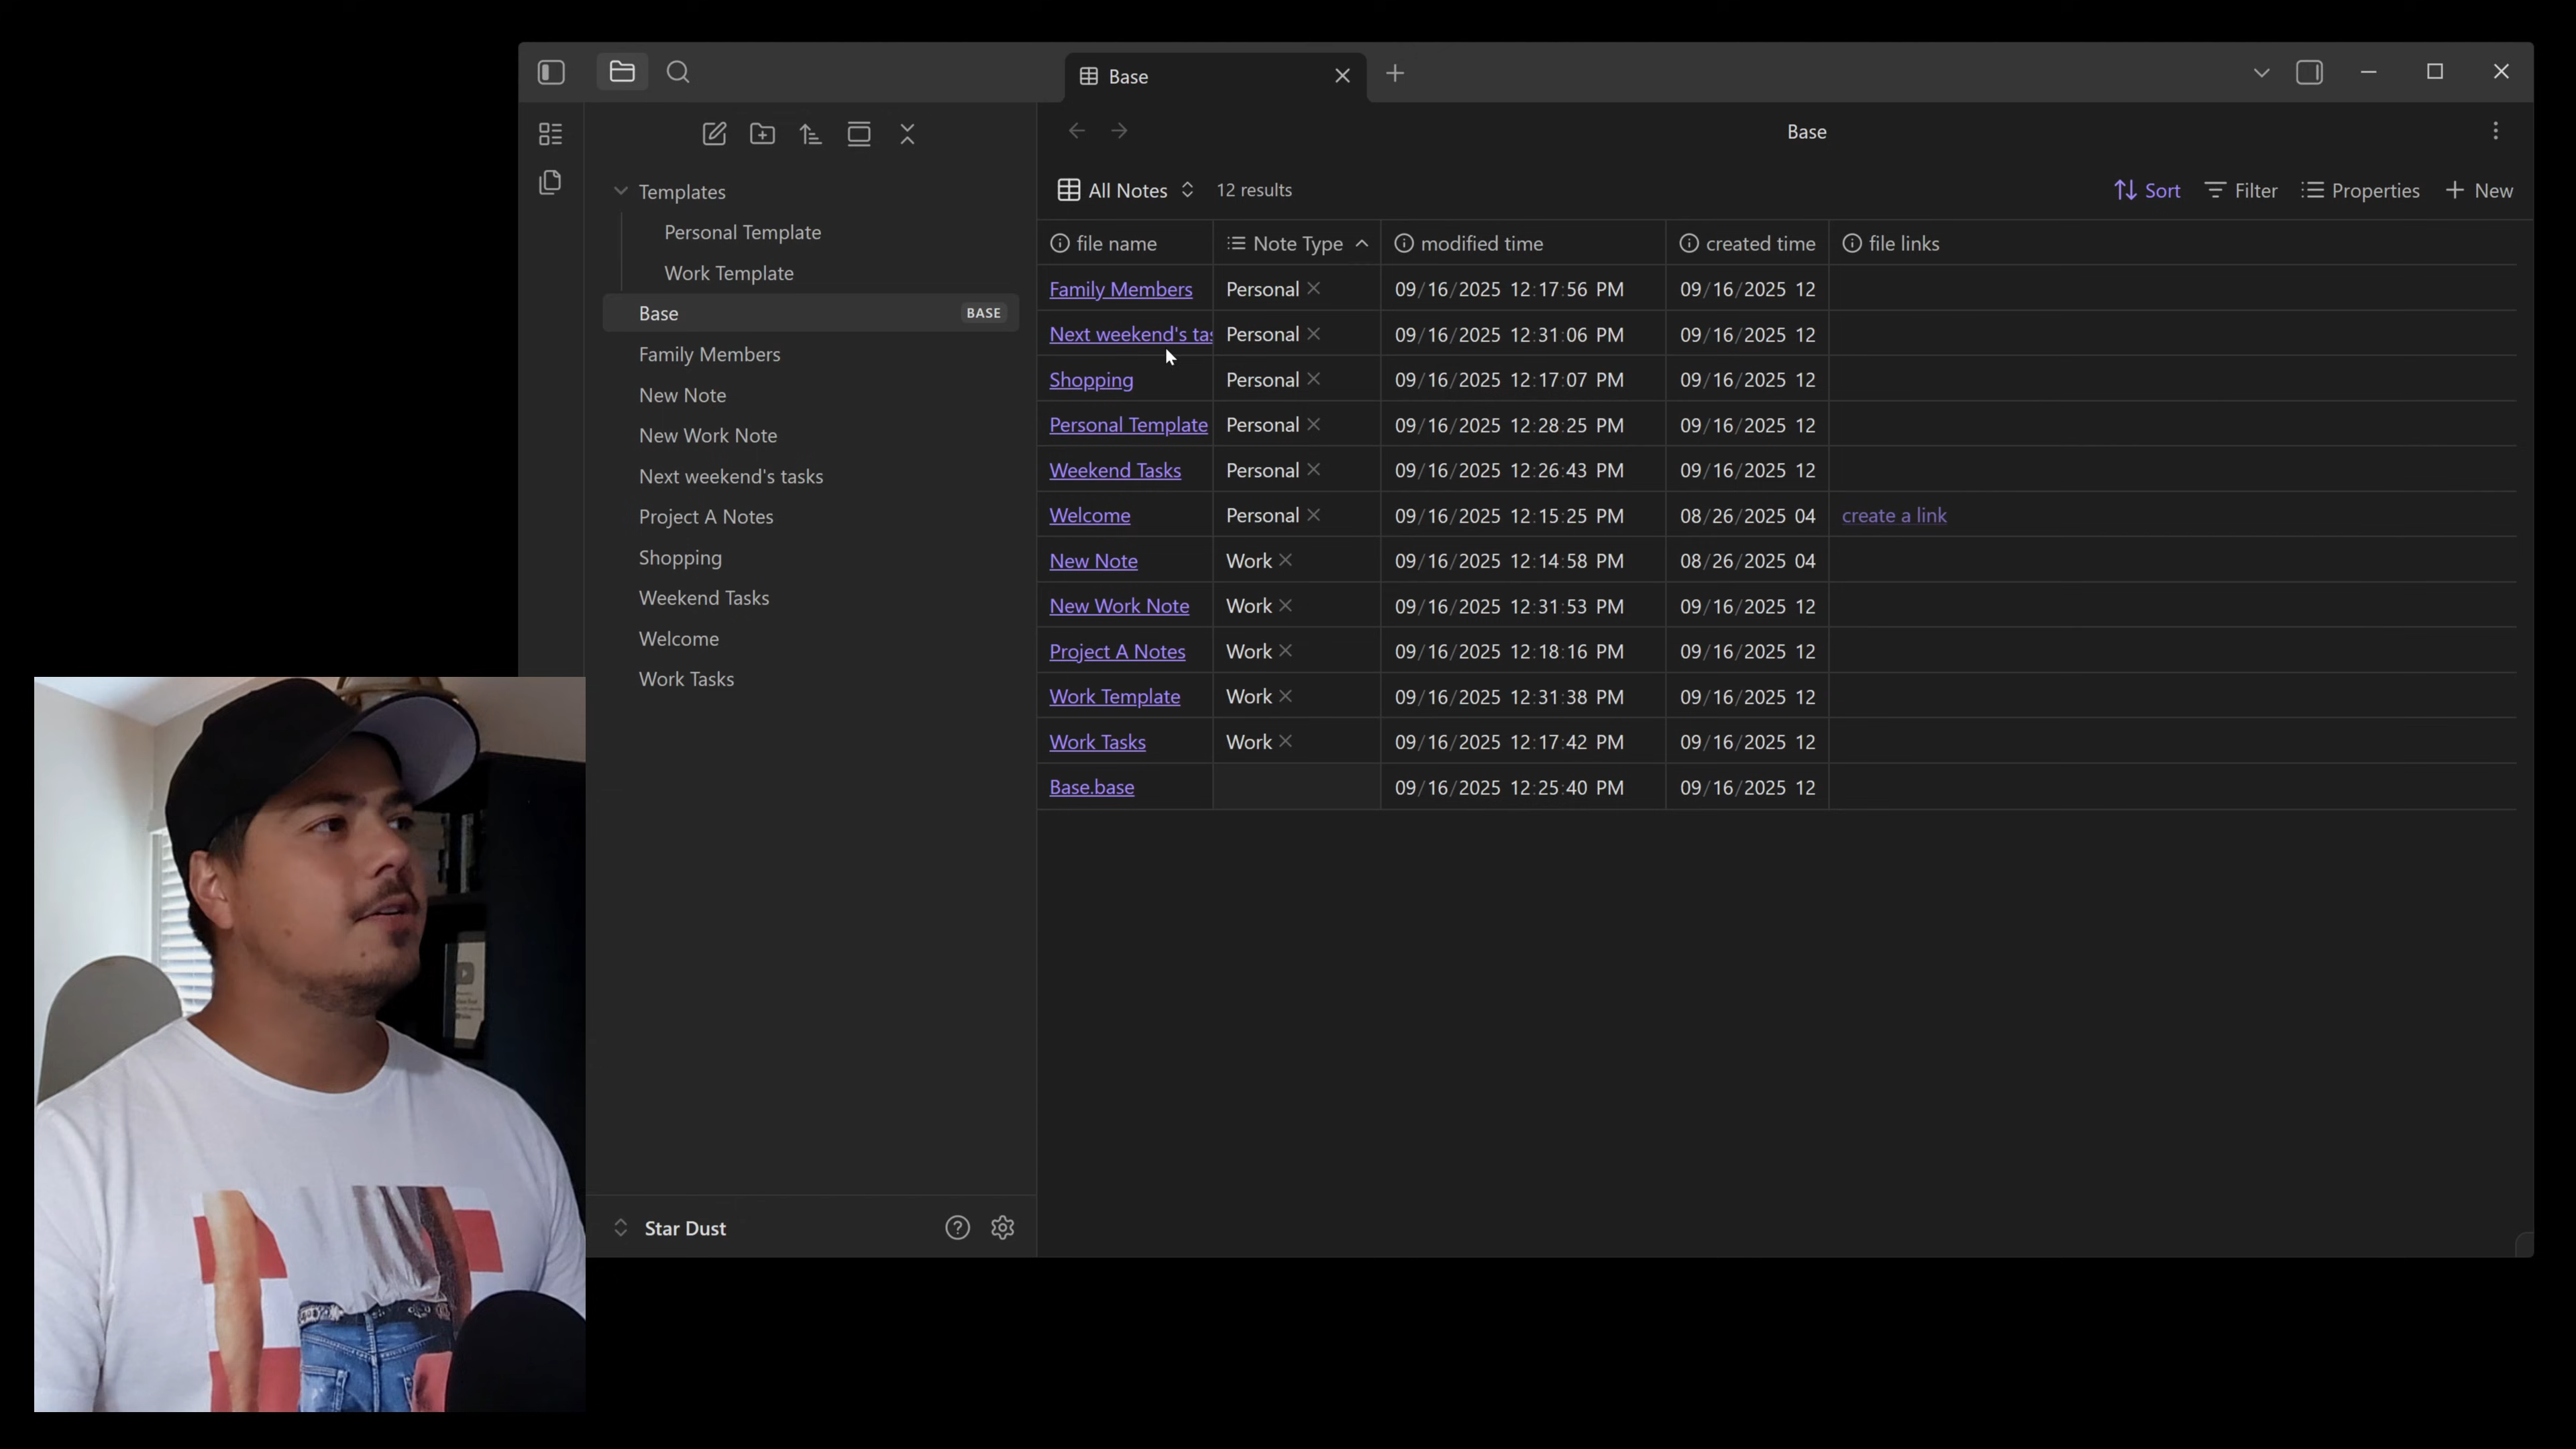 Base
Base
All Notes
12 results
Sort
Filter
Properties
New
Templates
Personal Template
Work Template
Base BASE
Family Members
New Note
New Work Note
Next weekend's tasks
Project A Notes
Shopping
Weekend Tasks
Welcome
Work Tasks
Star Dust
file name Note Type modified time created time file links
Family Members Personal 09/16/2025 12:17:56 PM 09/16/2025 12
Next weekend's tas Personal 09/16/2025 12:31:06 PM 09/16/2025 12
Shopping Personal 09/16/2025 12:17:07 PM 09/16/2025 12
Personal Template Personal 09/16/2025 12:28:25 PM 09/16/2025 12
Weekend Tasks Personal 09/16/2025 12:26:43 PM 09/16/2025 12
Welcome Personal 09/16/2025 12:15:25 PM 08/26/2025 04 create a link
New Note Work 09/16/2025 12:14:58 PM 08/26/2025 04
New Work Note Work 09/16/2025 12:31:53 PM 09/16/2025 12
Project A Notes Work 09/16/2025 12:18:16 PM 09/16/2025 12
Work Template Work 09/16/2025 12:31:38 PM 09/16/2025 12
Work Tasks Work 09/16/2025 12:17:42 PM 09/16/2025 12
Base.base 09/16/2025 12:25:40 PM 09/16/2025 12